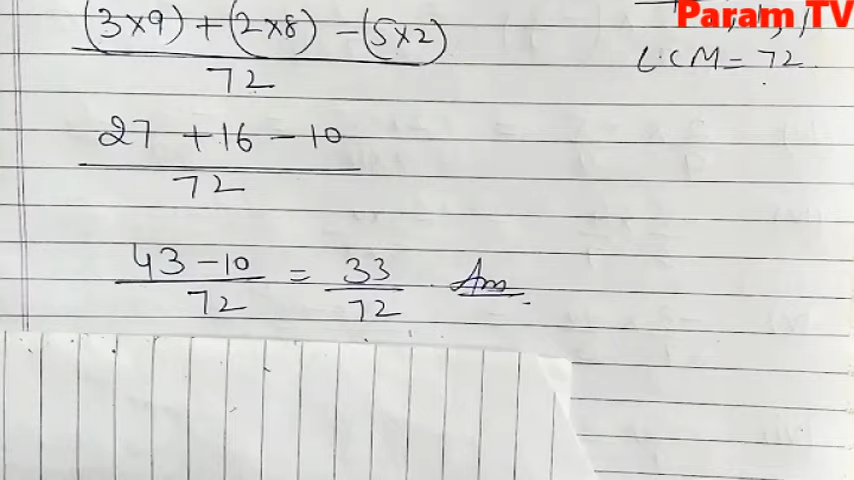 Param TV
(3×9) + (2×8) - (5×2)
72
L.C.M = 72
27 + 16 - 10
72
43 - 10 = 33 Ans
72 72